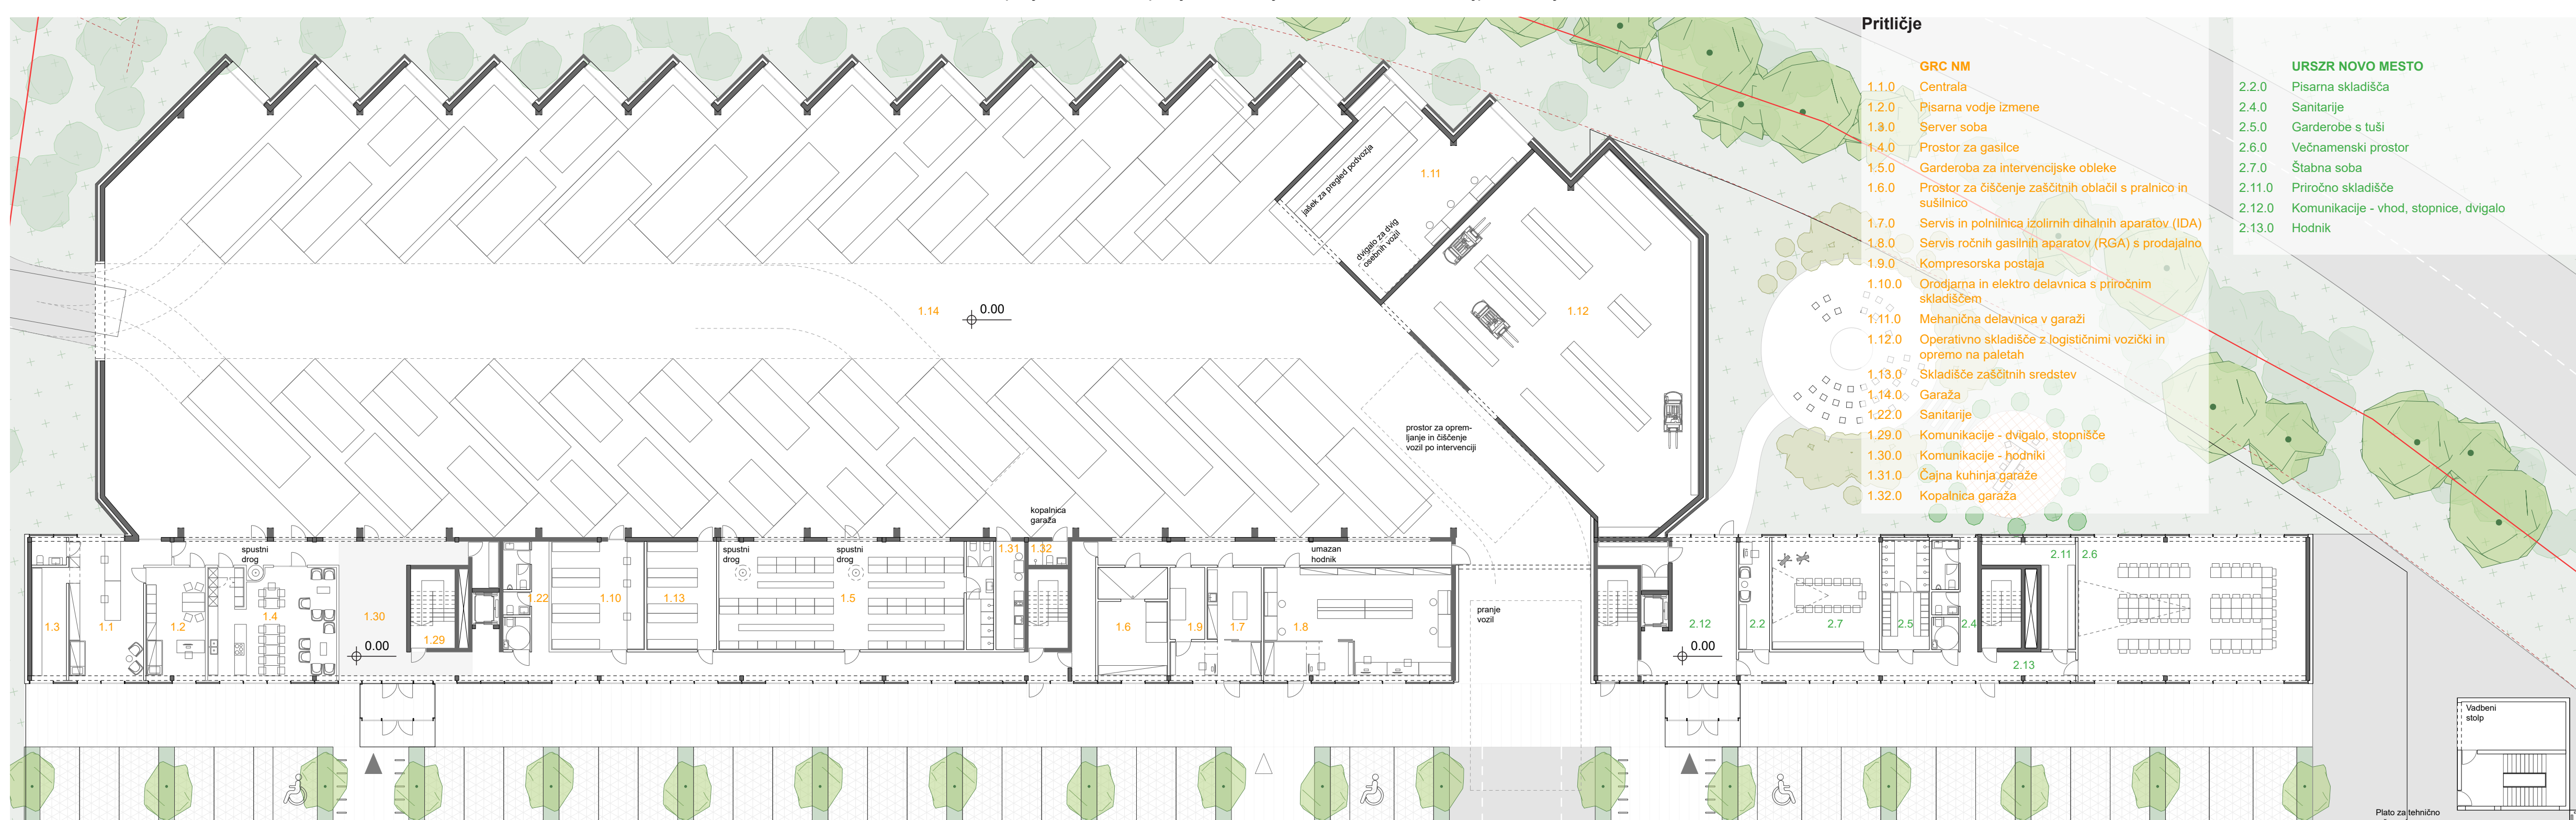 Pritličje
GRC NM
1.1.0 Centrala
1.2.0 Pisarna vodje izmene
1.3.0 Server soba
1.4.0 Prostor za gasilce
1.5.0 Garderoba za intervencijske obleke
1.6.0 Prostor za čiščenje zaščitnih oblačil s pralnico in
sušilnico
1.7.0 Servis in polnilnica izolirnih dihalnih aparatov (IDA)
1.8.0 Servis ročnih gasilnih aparatov (RGA) s prodajalno
1.9.0 Kompresorska postaja
1.10.0 Orodjarna in elektro delavnica s priročnim
skladiščem
1.11.0 Mehanična delavnica v garaži
1.12.0 Operativno skladišče z logističnimi vozički in
opremo na paletah
1.13.0 Skladišče zaščitnih sredstev
1.14.0 Garaža
1.22.0 Sanitarije
1.29.0 Komunikacije - dvigalo, stopnišče
1.30.0 Komunikacije - hodniki
1.31.0 Čajna kuhinja garaže
1.32.0 Kopalnica garaža
URSZR NOVO MESTO
2.2.0 Pisarna skladišča
2.4.0 Sanitarije
2.5.0 Garderobe s tuši
2.6.0 Večnamenski prostor
2.7.0 Štabna soba
2.11.0 Priročno skladišče
2.12.0 Komunikacije - vhod, stopnice, dvigalo
2.13.0 Hodnik
jašek za pregled podvozja
1.11
dvigalo za dvig
osebnih vozil
1.14
0.00
1.12
prostor za oprem-
ljanje in čiščenje
vozil po intervenciji
kopalnica
garaža
spustni
drog
spustni
drog
spustni
drog
1.31
1.32
umazan
hodnik
2.11
2.6
1.3
1.1
1.2
1.4
1.30
1.29
1.22
1.10
1.13
1.5
1.6
1.9
1.7
1.8
pranje
vozil
2.12
2.2
2.7
2.5
2.4
2.13
0.00
0.00
Vadbeni
stolp
Plato za tehnično